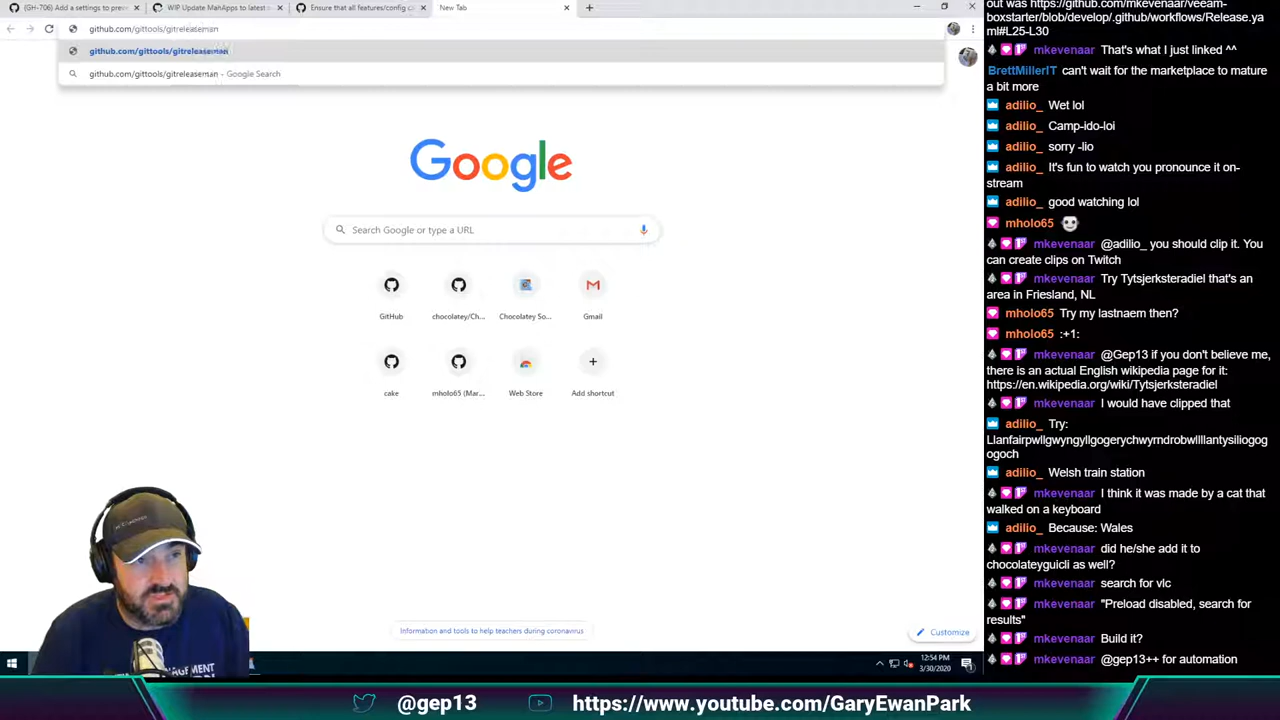 (GH-706) Add a settings to prev
WIP Update MahApps to latest s
Ensure that all features/config c
New Tab
github.com/gittools/gitreleaseman
github.com/gittools/gitreleaseman
github.com/gittools/gitreleaseman - Google Search
Google
Search Google or type a URL
GitHub
chocolatey/Ch...
Chocolatey So...
Gmail
cake
mholo65 (Mar...
Web Store
Add shortcut
Information and tools to help teachers during coronavirus
Customize
12:54 PM
3/30/2020
out was https://github.com/mkevenaar/veeam-
boxstarter/blob/develop/.github/workflows/Release.ya
ml#L25-L30
mkevenaar That's what I just linked ^^
BrettMillerIT can't wait for the marketplace to mature
a bit more
adilio_ Wet lol
adilio_ Camp-ido-loi
adilio_ sorry -lio
adilio_ It's fun to watch you pronounce it on-
stream
adilio_ good watching lol
mholo65
mkevenaar @adilio_ you should clip it. You
can create clips on Twitch
mkevenaar Try Tytsjerksteradiel that's an
area in Friesland, NL
mholo65 Try my lastnaem then?
mholo65 :+1:
mkevenaar @Gep13 if you don't believe me,
there is an actual English wikipedia page for it:
https://en.wikipedia.org/wiki/Tytsjerksteradiel
mkevenaar I would have clipped that
adilio_ Try:
Llanfairpwllgwyngyllgogerychwyrndrobwllllantysiliogog
ogoch
adilio_ Welsh train station
mkevenaar I think it was made by a cat that
walked on a keyboard
adilio_ Because: Wales
mkevenaar did he/she add it to
chocolateyguicli as well?
mkevenaar search for vlc
mkevenaar "Preload disabled, search for
results"
mkevenaar Build it?
mkevenaar @gep13++ for automation
@gep13
https://www.youtube.com/GaryEwanPark